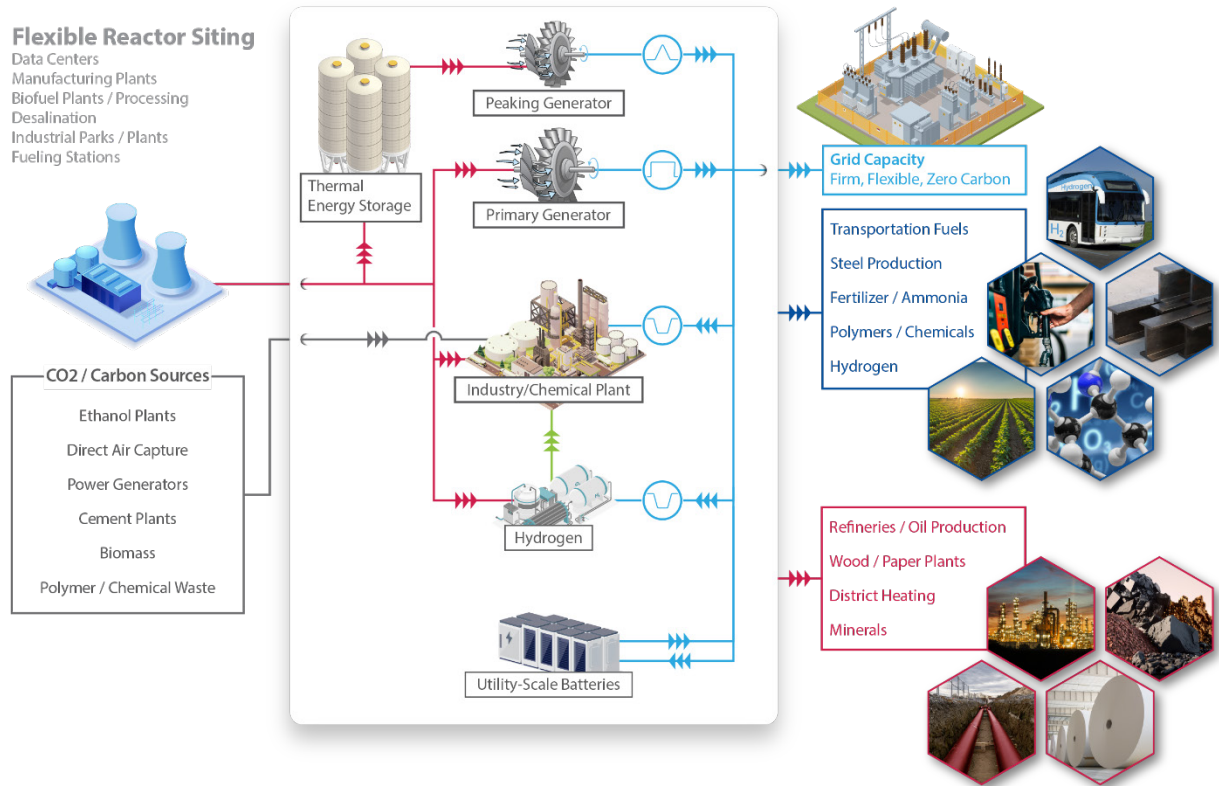 Flexible Reactor Siting
Data Centers
Manufacturing Plants
Biofuel Plants / Processing
Desalination
Industrial Parks / Plants
Fueling Stations
CO2 / Carbon Sources
Ethanol Plants
Direct Air Capture
Power Generators
Cement Plants
Biomass
Polymer / Chemical Waste
Thermal
Energy Storage
Peaking Generator
Primary Generator
Industry/Chemical Plant
Hydrogen
Utility-Scale Batteries
Grid Capacity
Firm, Flexible, Zero Carbon
Transportation Fuels
Steel Production
Fertilizer / Ammonia
Polymers / Chemicals
Hydrogen
Hydrogen
H2
O3
Refineries / Oil Production
Wood / Paper Plants
District Heating
Minerals